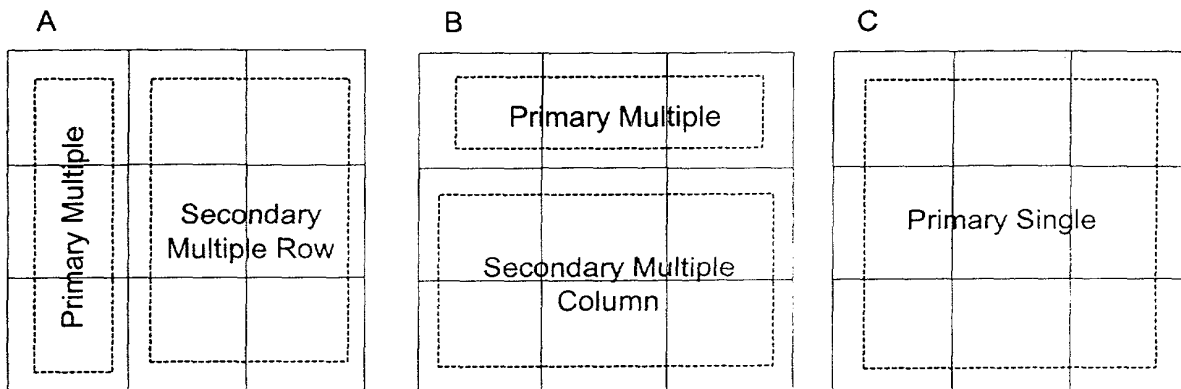 A
Primary Multiple
Secondary
Multiple Row
B
Primary Multiple
Secondary Multiple
Column
C
Primary Single